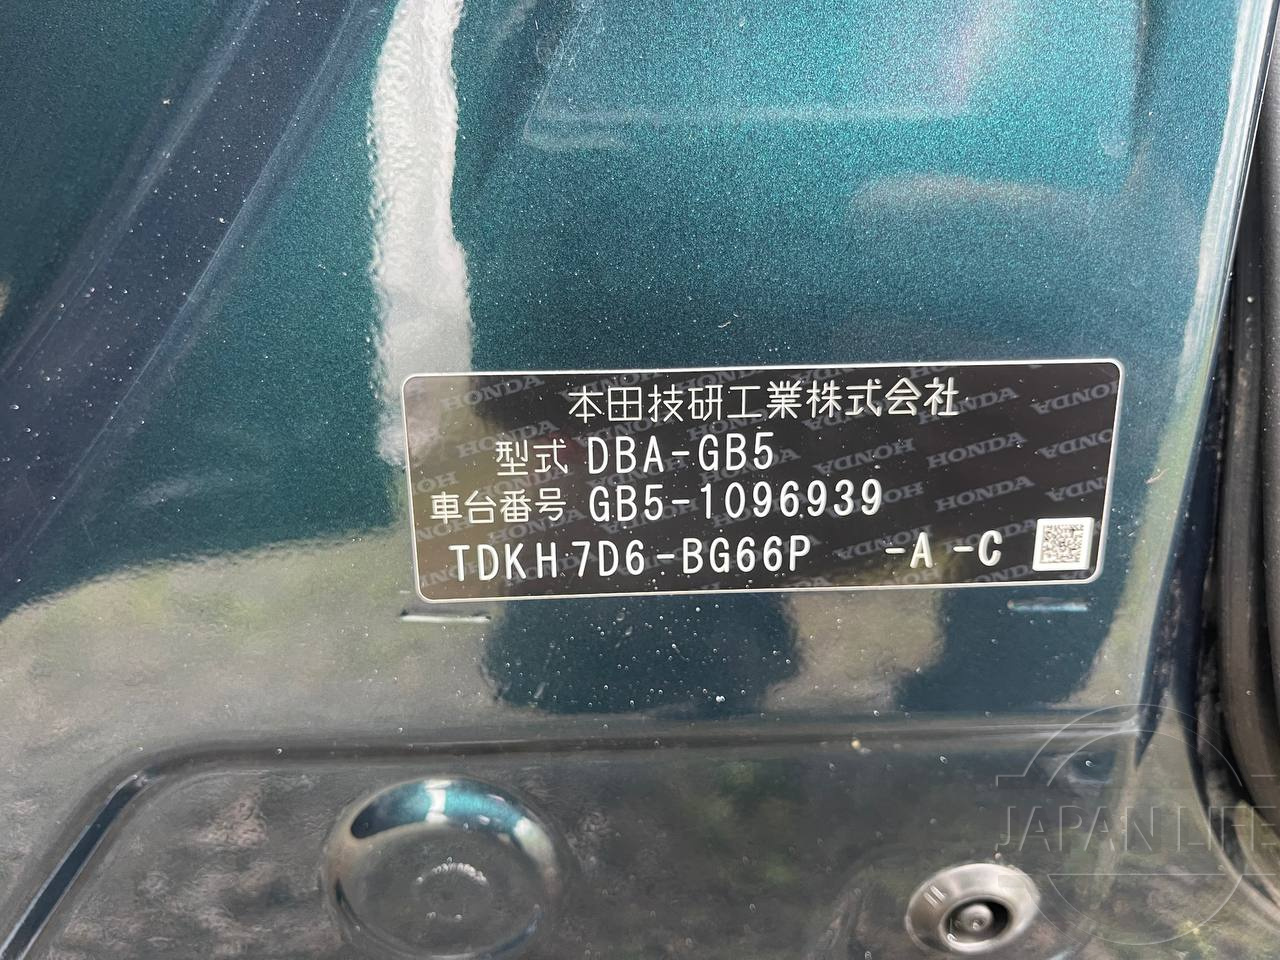 本田技研工業株式会社
型式 DBA-GB5
車台番号 GB5-1096939
TDKH7D6-BG66P -A -C
JAPAN LIFE